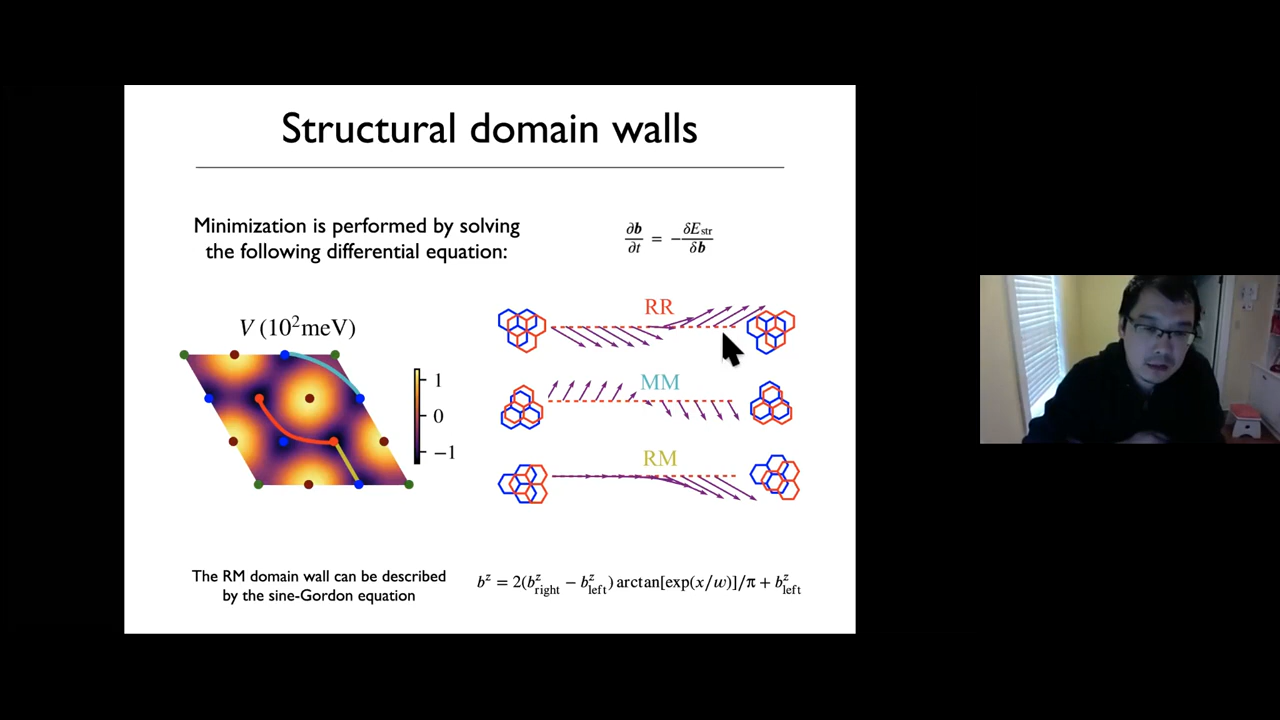 Structural domain walls
Minimization is performed by solving
the following differential equation:
∂b/∂t = −δE_str/δb
V (10²meV)
1
0
−1
RR
MM
RM
The RM domain wall can be described
by the sine-Gordon equation
b^z = 2(b^z_right − b^z_left) arctan[exp(x/w)]/π + b^z_left